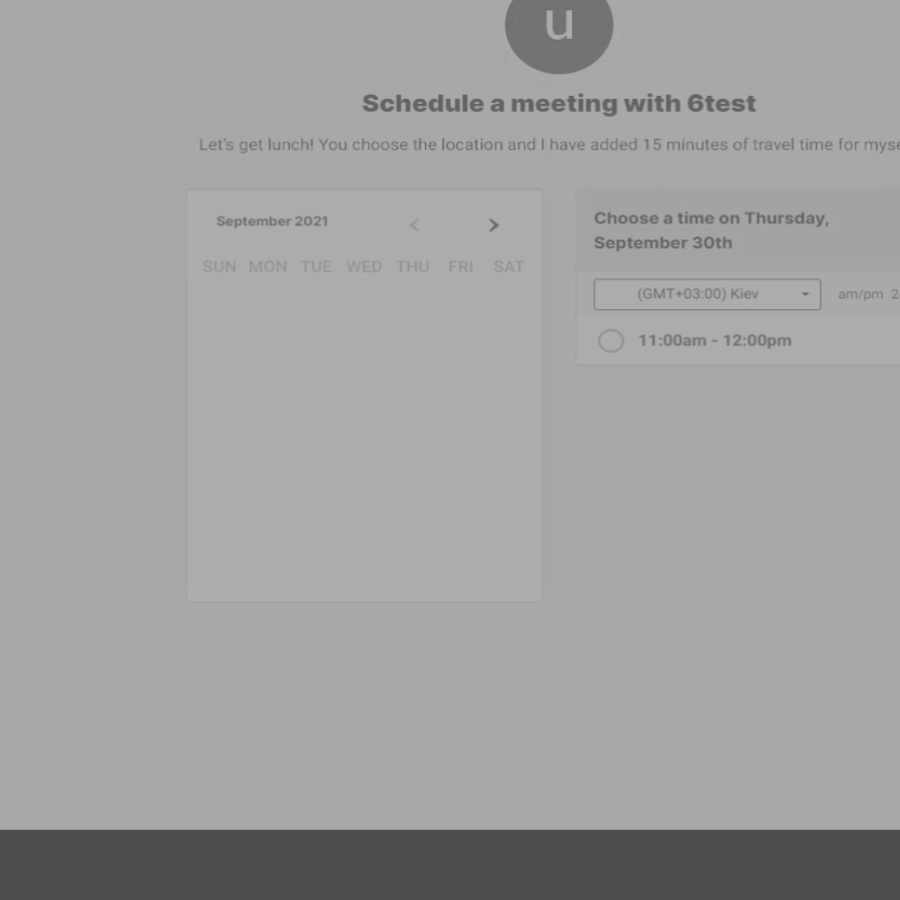 u
Schedule a meeting with 6test
Let's get lunch! You choose the location and I have added 15 minutes of travel time for myse
September 2021
SUN MON TUE WED THU FRI SAT
Choose a time on Thursday,
September 30th
(GMT+03:00) Kiev
am/pm 2
11:00am - 12:00pm